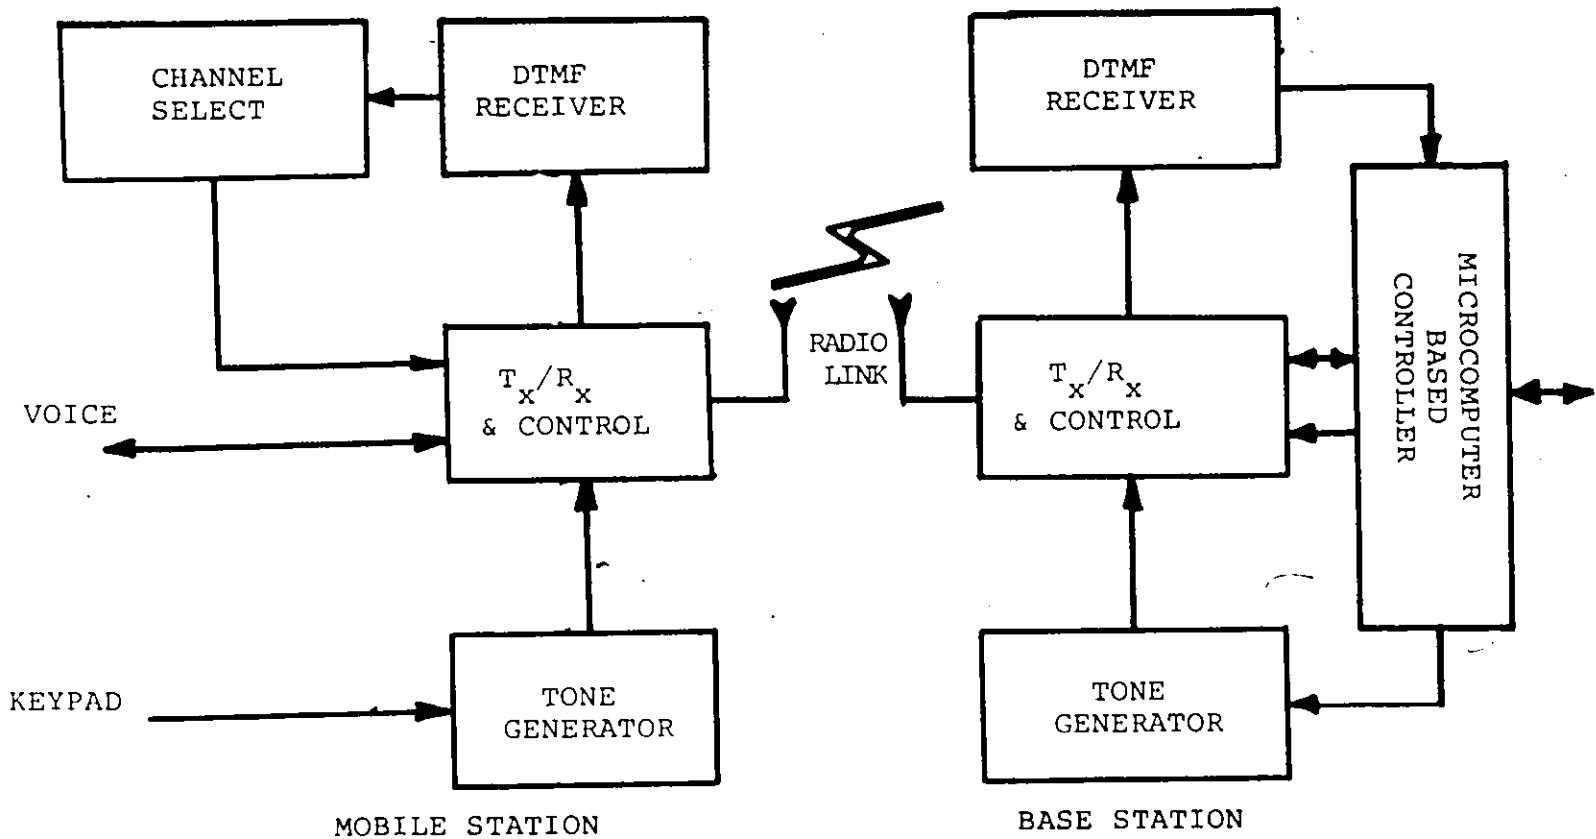 CHANNEL
SELECT
DTMF
RECEIVER
DTMF
RECEIVER
MICROCOMPUTER
BASED
CONTROLLER
RADIO
LINK
Tx/Rx
& CONTROL
Tx/Rx
& CONTROL
VOICE
KEYPAD
TONE
GENERATOR
TONE
GENERATOR
MOBILE STATION
BASE STATION